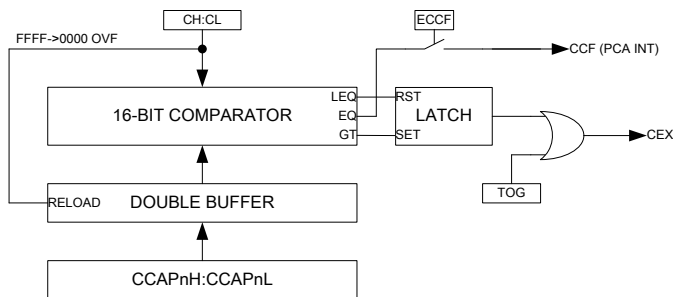 CH:CL
ECCF
FFFF->0000 OVF
CCF (PCA INT)
LEQ
RST
16-BIT COMPARATOR
EQ
LATCH
GT
SET
CEX
TOG
RELOAD
DOUBLE BUFFER
CCAPnH:CCAPnL